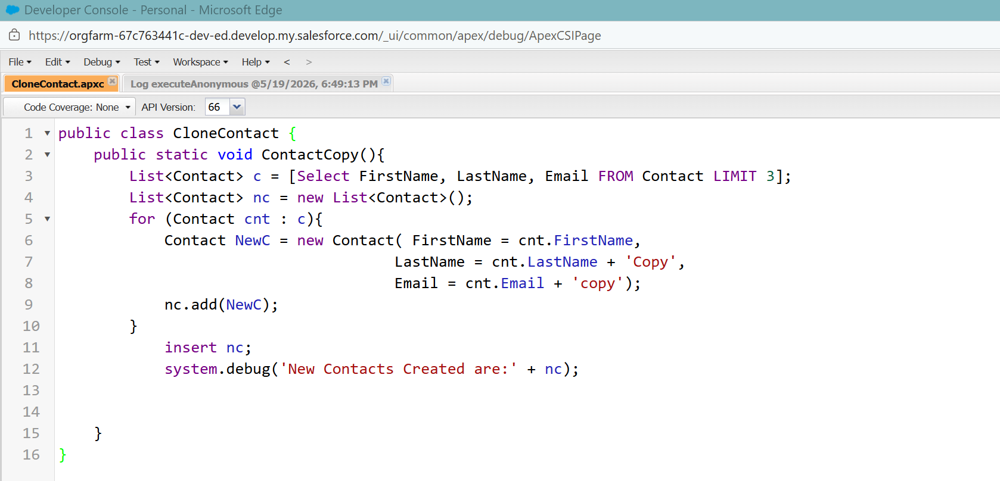 Developer Console - Personal - Microsoft Edge
https://orgfarm-67c763441c-dev-ed.develop.my.salesforce.com/_ui/common/apex/debug/ApexCSIPage
File Edit Debug Test Workspace Help < >
CloneContact.apxc Log executeAnonymous @5/19/2026, 6:49:13 PM
Code Coverage: None API Version: 66
1 public class CloneContact {
2     public static void ContactCopy(){
3         List<Contact> c = [Select FirstName, LastName, Email FROM Contact LIMIT 3];
4         List<Contact> nc = new List<Contact>();
5         for (Contact cnt : c){
6             Contact NewC = new Contact( FirstName = cnt.FirstName,
7                                       LastName = cnt.LastName + 'Copy',
8                                       Email = cnt.Email + 'copy');
9             nc.add(NewC);
10         }
11             insert nc;
12             system.debug('New Contacts Created are:' + nc);
13
14
15     }
16 }